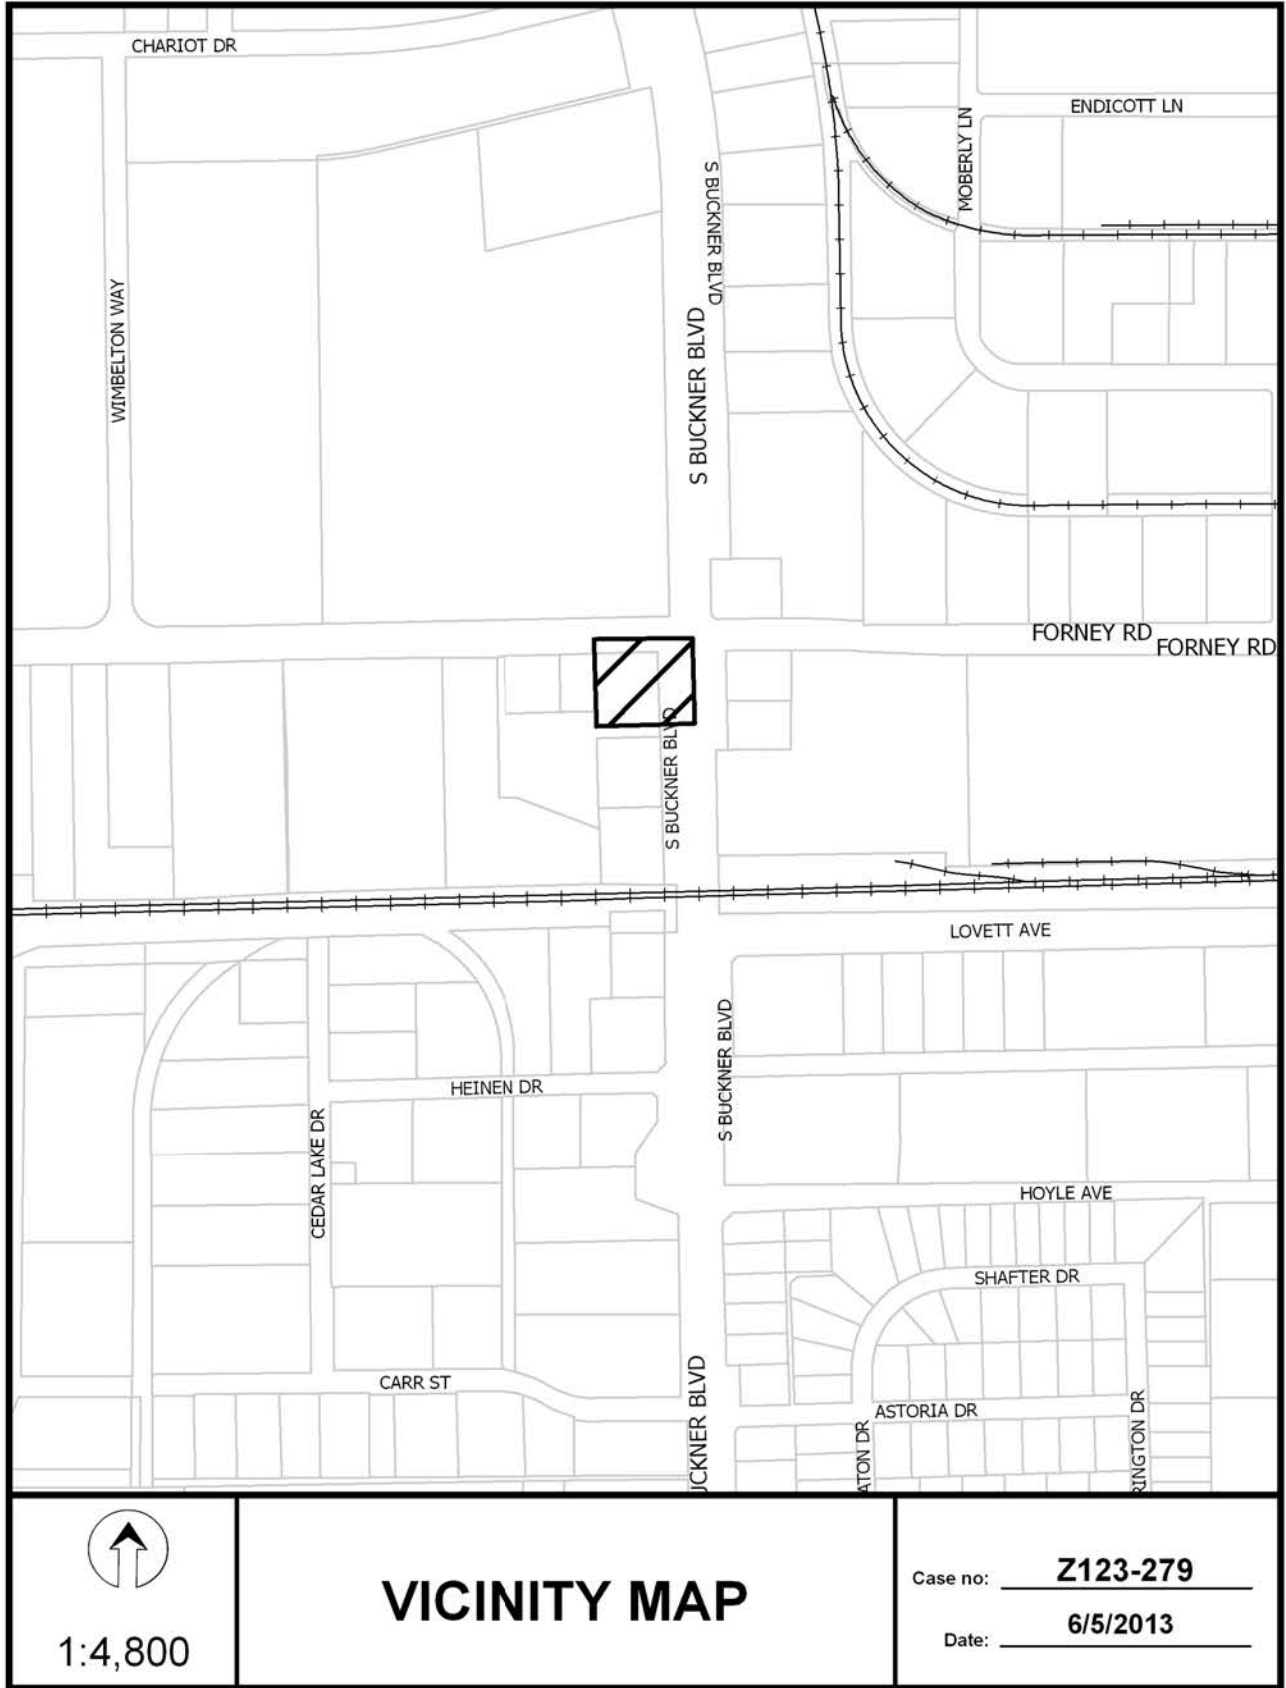 CHARIOT DR
ENDICOTT LN
MOBERLY LN
S BUCKNER BLVD
WIMBELTON WAY
S BUCKNER BLVD
FORNEY RD
FORNEY RD
S BUCKNER BLVD
LOVETT AVE
S BUCKNER BLVD
HEINEN DR
CEDAR LAKE DR
HOYLE AVE
SHAFTER DR
UCKNER BLVD
CARR ST
ASTORIA DR
ATON DR
RINGTON DR
1:4,800
VICINITY MAP
Case no: Z123-279
Date: 6/5/2013